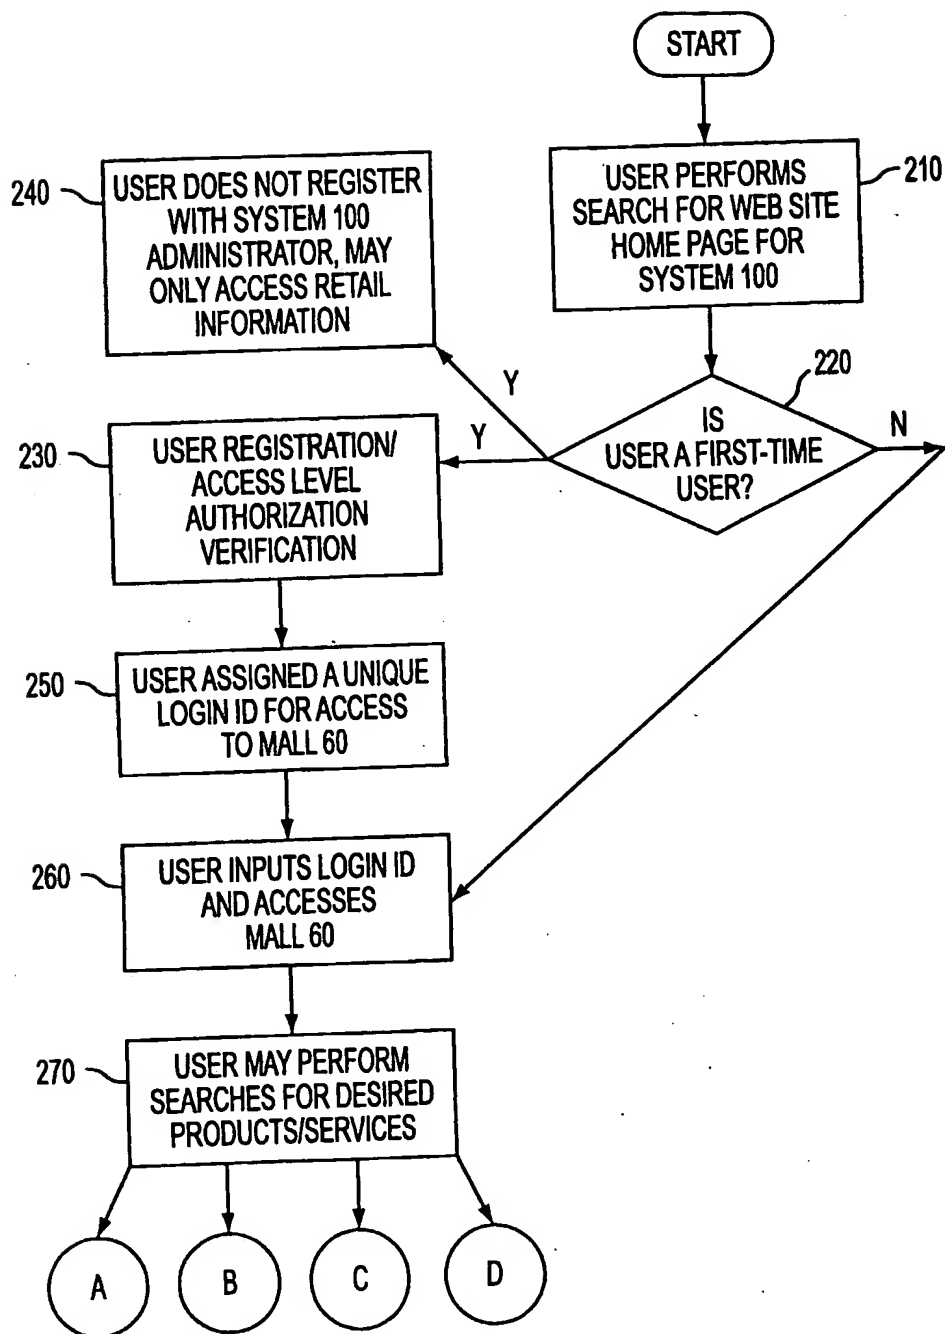 START
210
USER PERFORMS
SEARCH FOR WEB SITE
HOME PAGE FOR
SYSTEM 100
240
USER DOES NOT REGISTER
WITH SYSTEM 100
ADMINISTRATOR, MAY
ONLY ACCESS RETAIL
INFORMATION
220
IS
USER A FIRST-TIME
USER?
Y
Y
N
230
USER REGISTRATION/
ACCESS LEVEL
AUTHORIZATION
VERIFICATION
250
USER ASSIGNED A UNIQUE
LOGIN ID FOR ACCESS
TO MALL 60
260
USER INPUTS LOGIN ID
AND ACCESSES
MALL 60
270
USER MAY PERFORM
SEARCHES FOR DESIRED
PRODUCTS/SERVICES
A
B
C
D